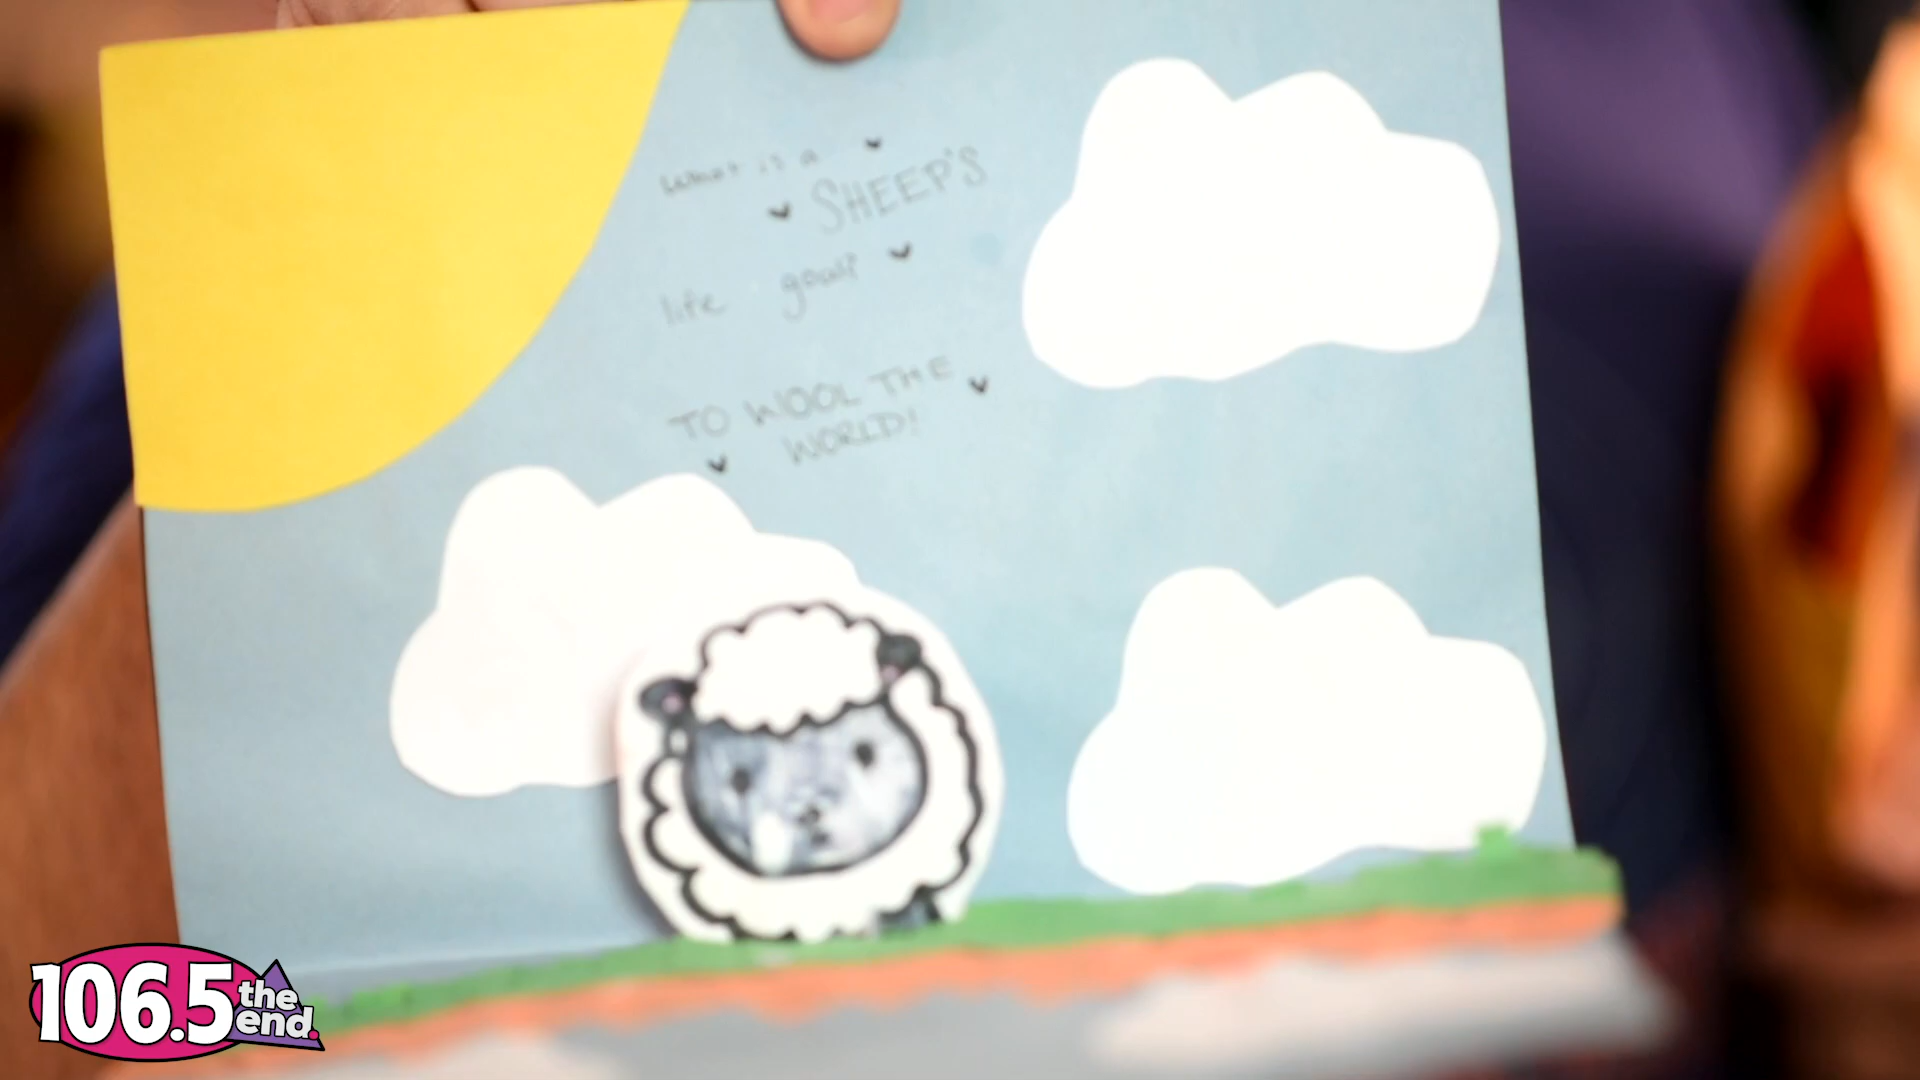 what is a
SHEEP'S
life goal?
TO WOOL THE
WORLD!
106.5 the
end.